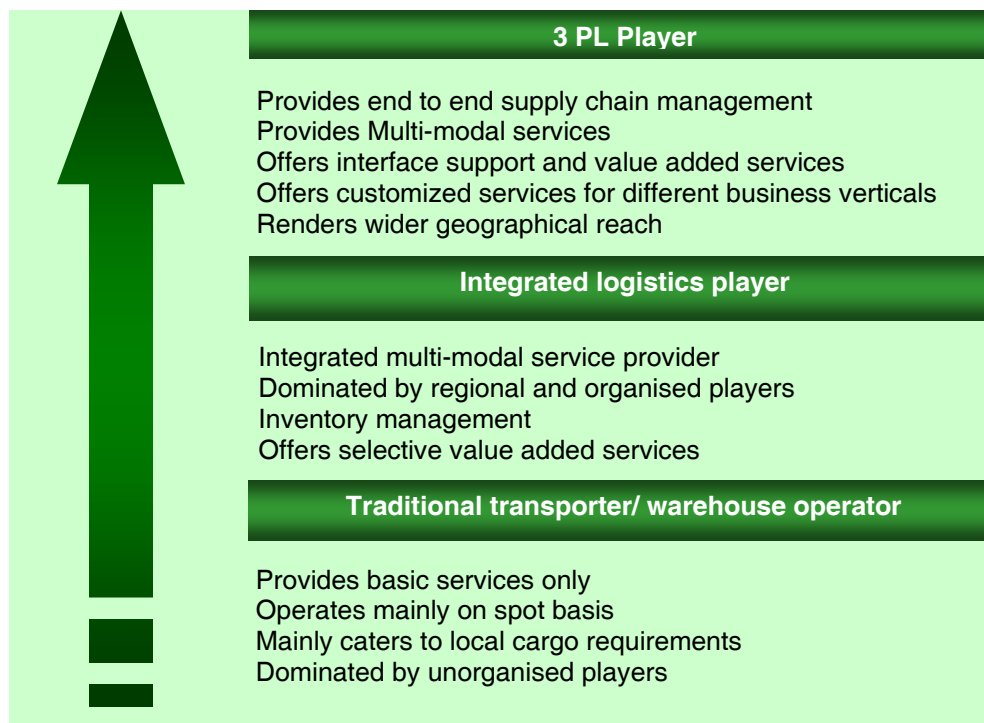 3 PL Player
Provides end to end supply chain management
Provides Multi-modal services
Offers interface support and value added services
Offers customized services for different business verticals
Renders wider geographical reach
Integrated logistics player
Integrated multi-modal service provider
Dominated by regional and organised players
Inventory management
Offers selective value added services
Traditional transporter/ warehouse operator
Provides basic services only
Operates mainly on spot basis
Mainly caters to local cargo requirements
Dominated by unorganised players